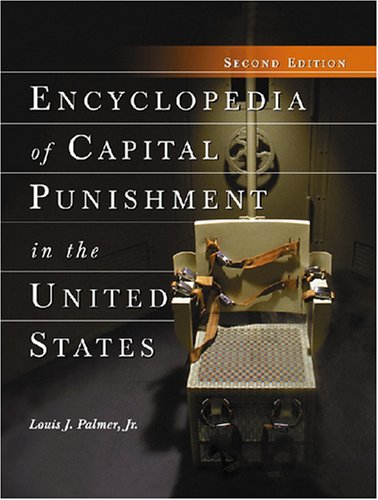 SECOND EDITION
ENCYCLOPEDIA
of CAPITAL
PUNISHMENT
in the
UNITED
STATES
Louis J. Palmer, Jr.